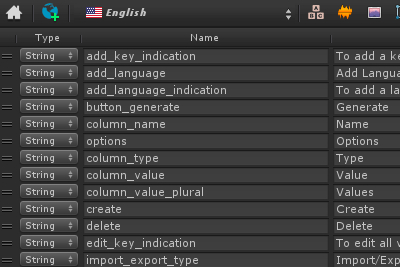 English
Type Name
String add_key_indication To add a ke
String add_language Add Langua
String add_language_indication To add a la
String button_generate Generate
String column_name Name
String options Options
String column_type Type
String column_value Value
String column_value_plural Values
String create Create
String delete Delete
String edit_key_indication To edit all v
String import_export_type Import/Exp